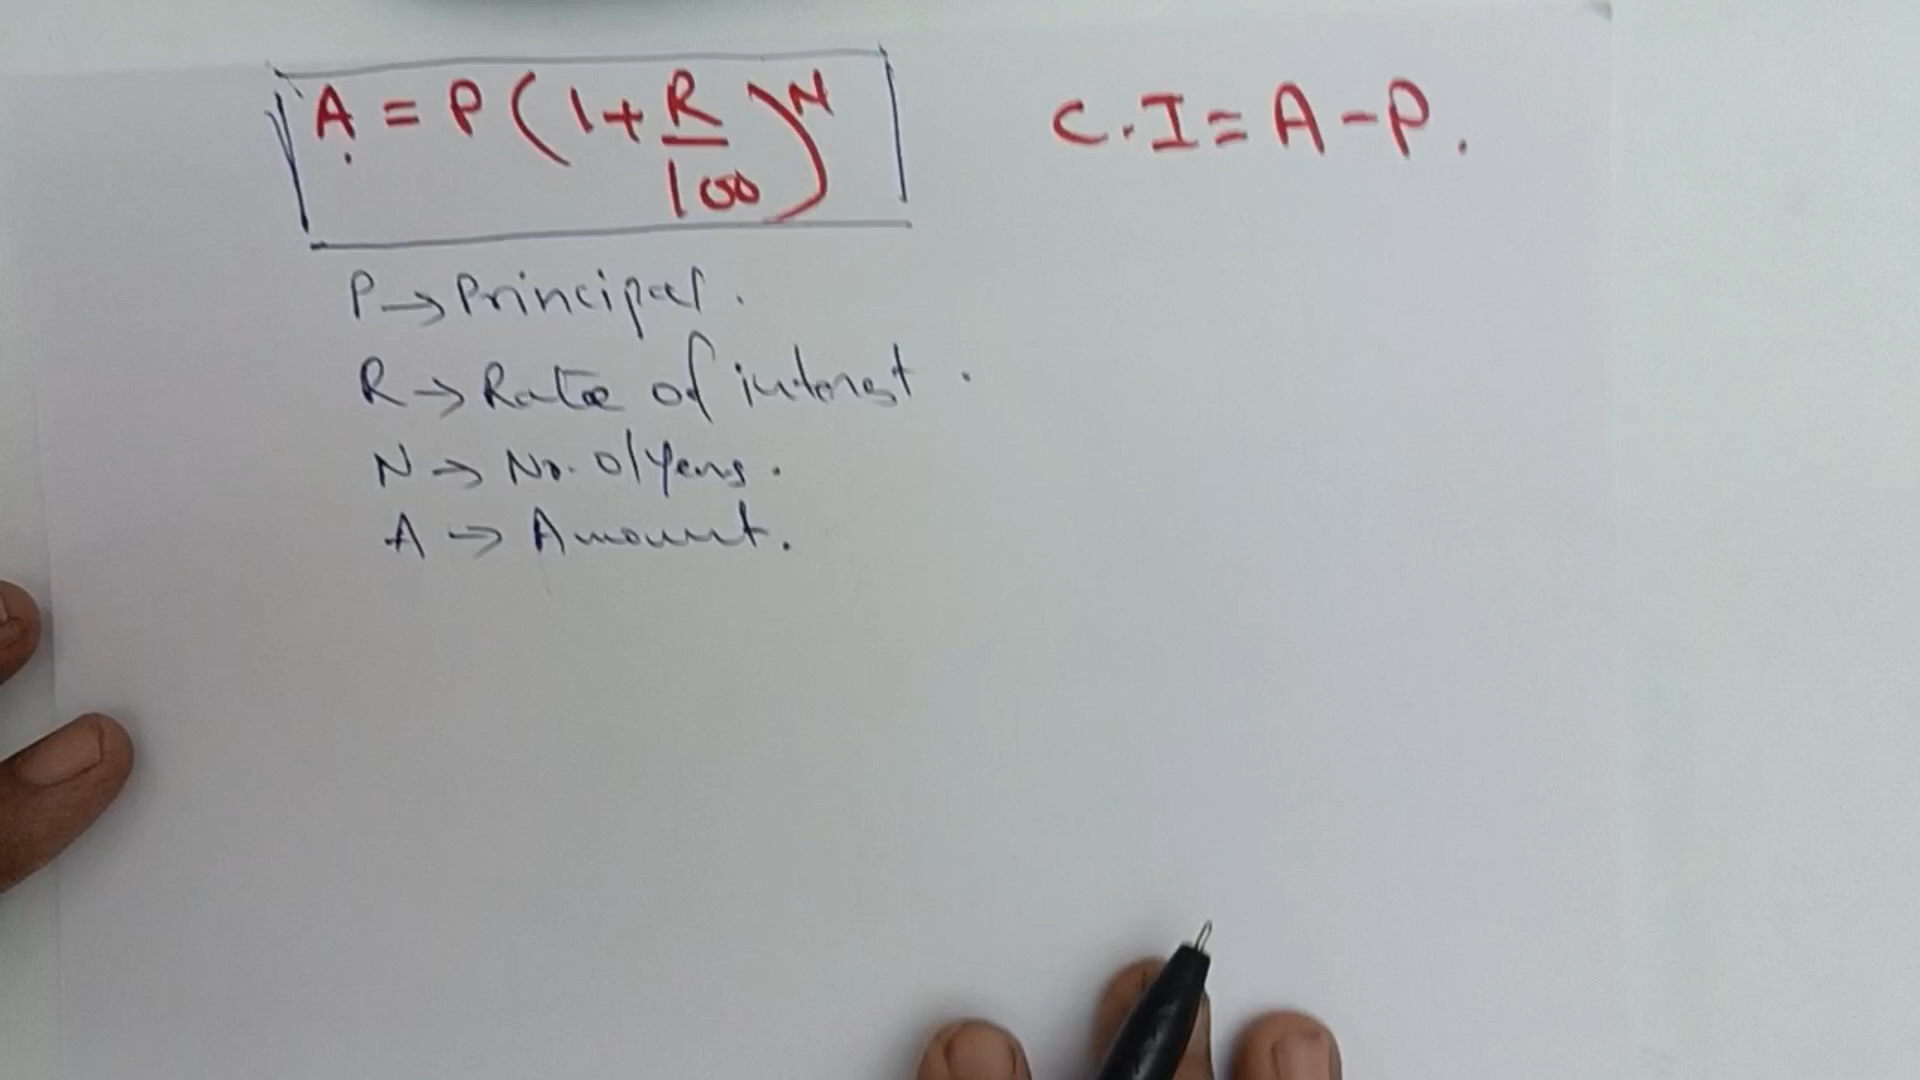 A = P(1+R/100)^N
C.I = A-P.
P → Principal.
R → Rate of interest.
N → No. of Years.
A → Amount.